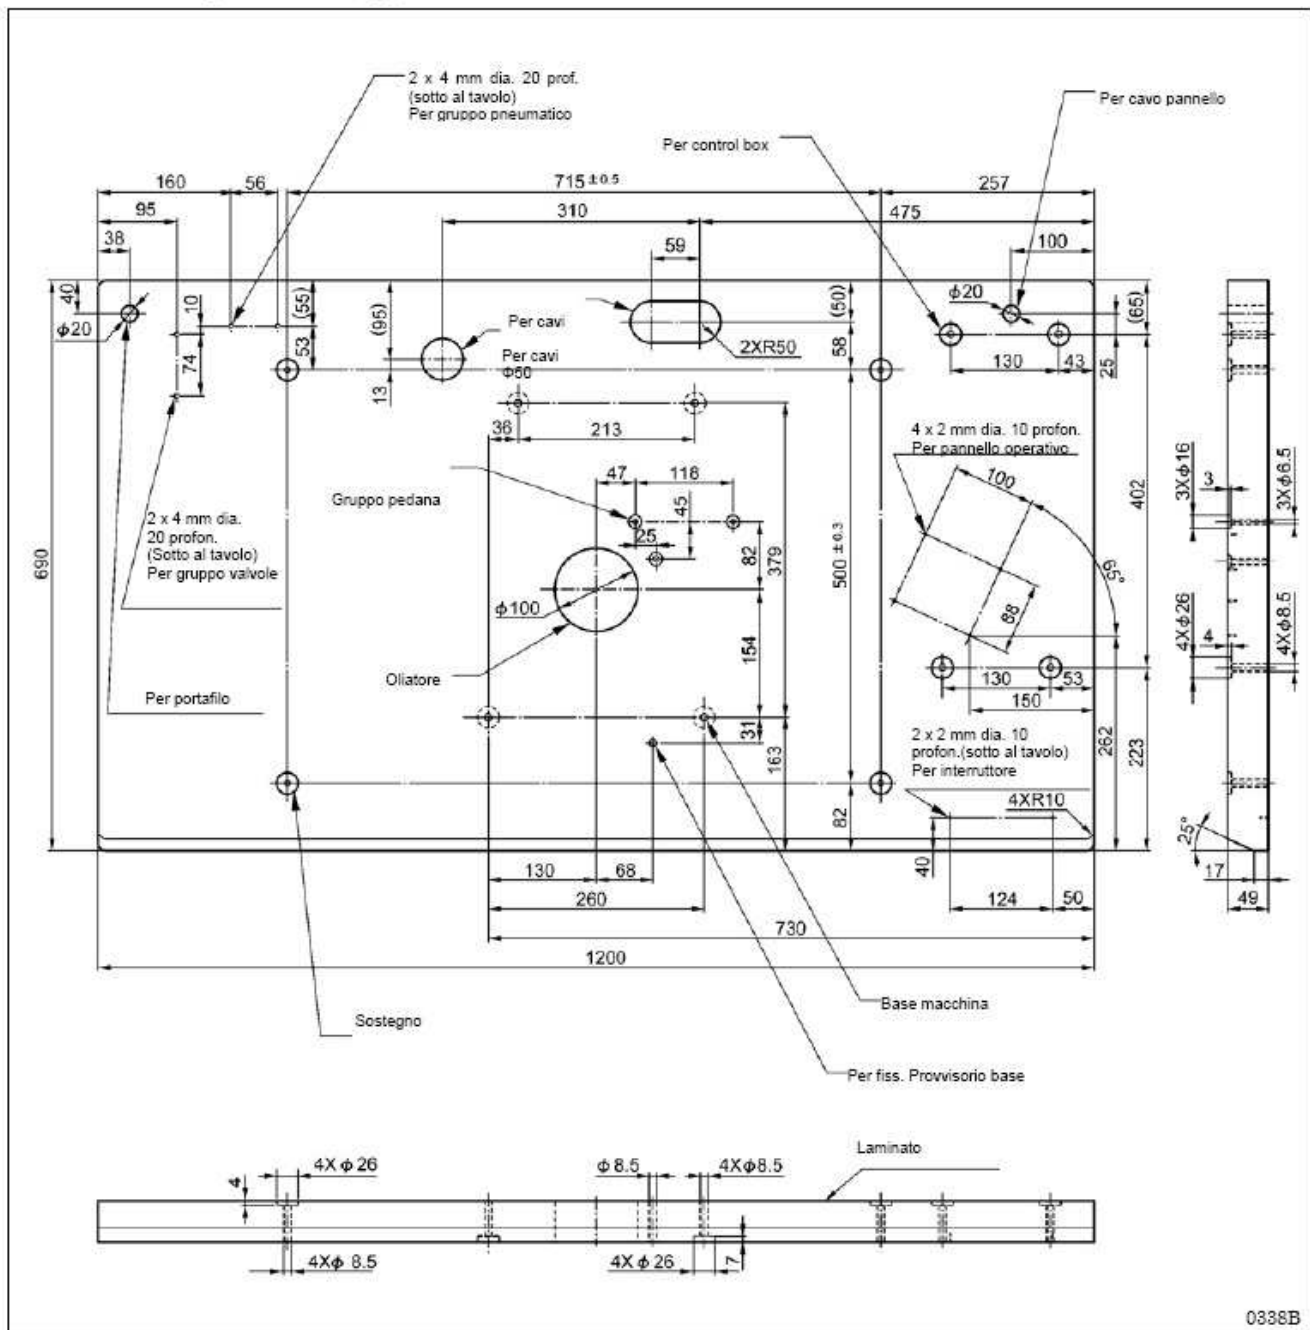 2 x 4 mm dia. 20 prof.
(sotto al tavolo)
Per gruppo pneumatico
Per cavo pannello
Per control box
160
56
715 ±0.5
257
95
310
475
38
59
100
40
10
(55)
(95)
(50)
φ20
(65)
φ20
Per cavi
53
2XR50
58
130
43
25
74
Per cavi
Φ60
13
36
213
4 x 2 mm dia. 10 profon.
Per pannello operativo
3XΦ16
3
3XΦ6.5
47
118
100
402
Gruppo pedana
45
2 x 4 mm dia.
20 profon.
(Sotto al tavolo)
Per gruppo valvole
25
82
379
500 ±0.3
65°
690
φ100
88
4Xφ26
4
4Xφ8.5
154
Oliatore
130
53
Per portafilo
150
31
2 x 2 mm dia. 10
profon.(sotto al tavolo)
Per interruttore
262
223
163
4XR10
82
25°
40
130
68
17
260
124
50
49
730
1200
Base macchina
Sostegno
Per fiss. Provvisorio base
Laminato
4X φ 26
φ 8.5
4Xφ8.5
4
4Xφ 8.5
4X φ 26
7
0338B